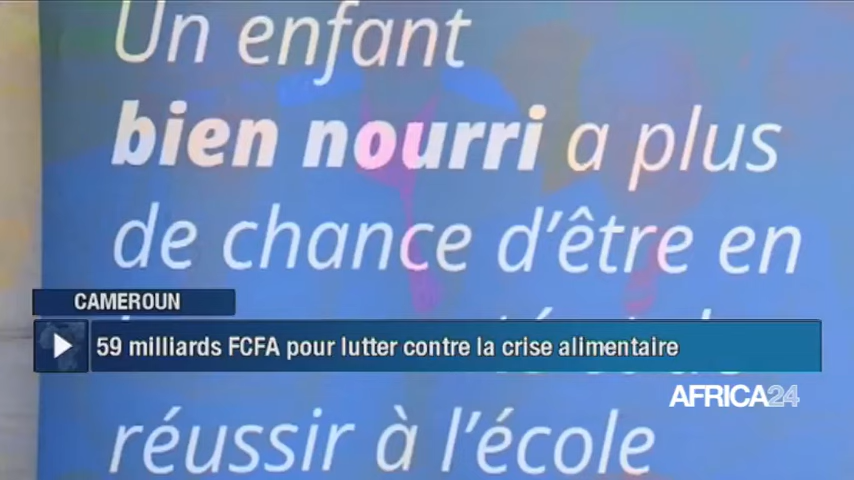 Un enfant
bien nourri a plus
de chance d'être en
CAMEROUN
59 milliards FCFA pour lutter contre la crise alimentaire
AFRICA24
réussir à l'école